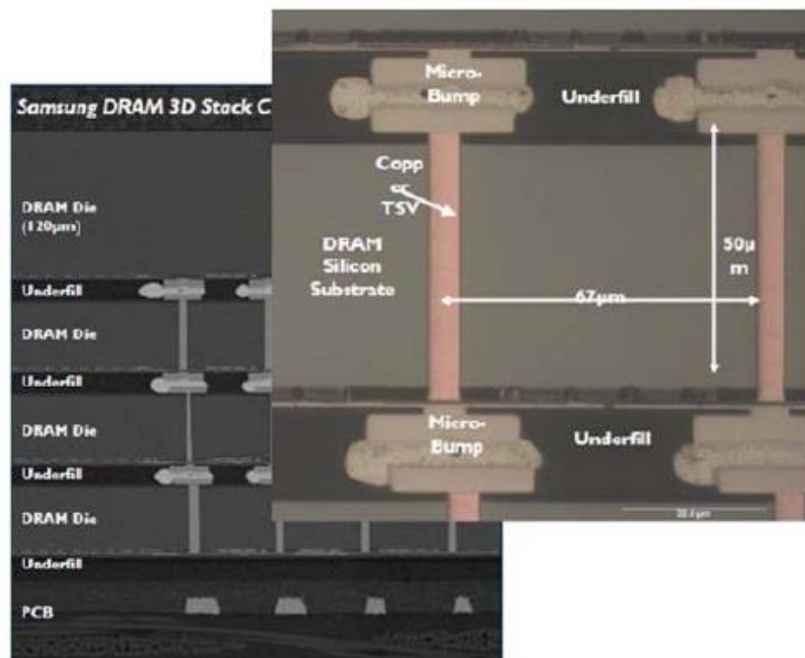 Samsung DRAM 3D Stack C
DRAM Die
(120µm)
Underfill
DRAM Die
Underfill
DRAM Die
Underfill
DRAM Die
Underfill
PCB
Micro-
Bump
Underfill
Copp
er
TSV
DRAM
Silicon
Substrate
67µm
50µ
m
Micro-
Bump
Underfill